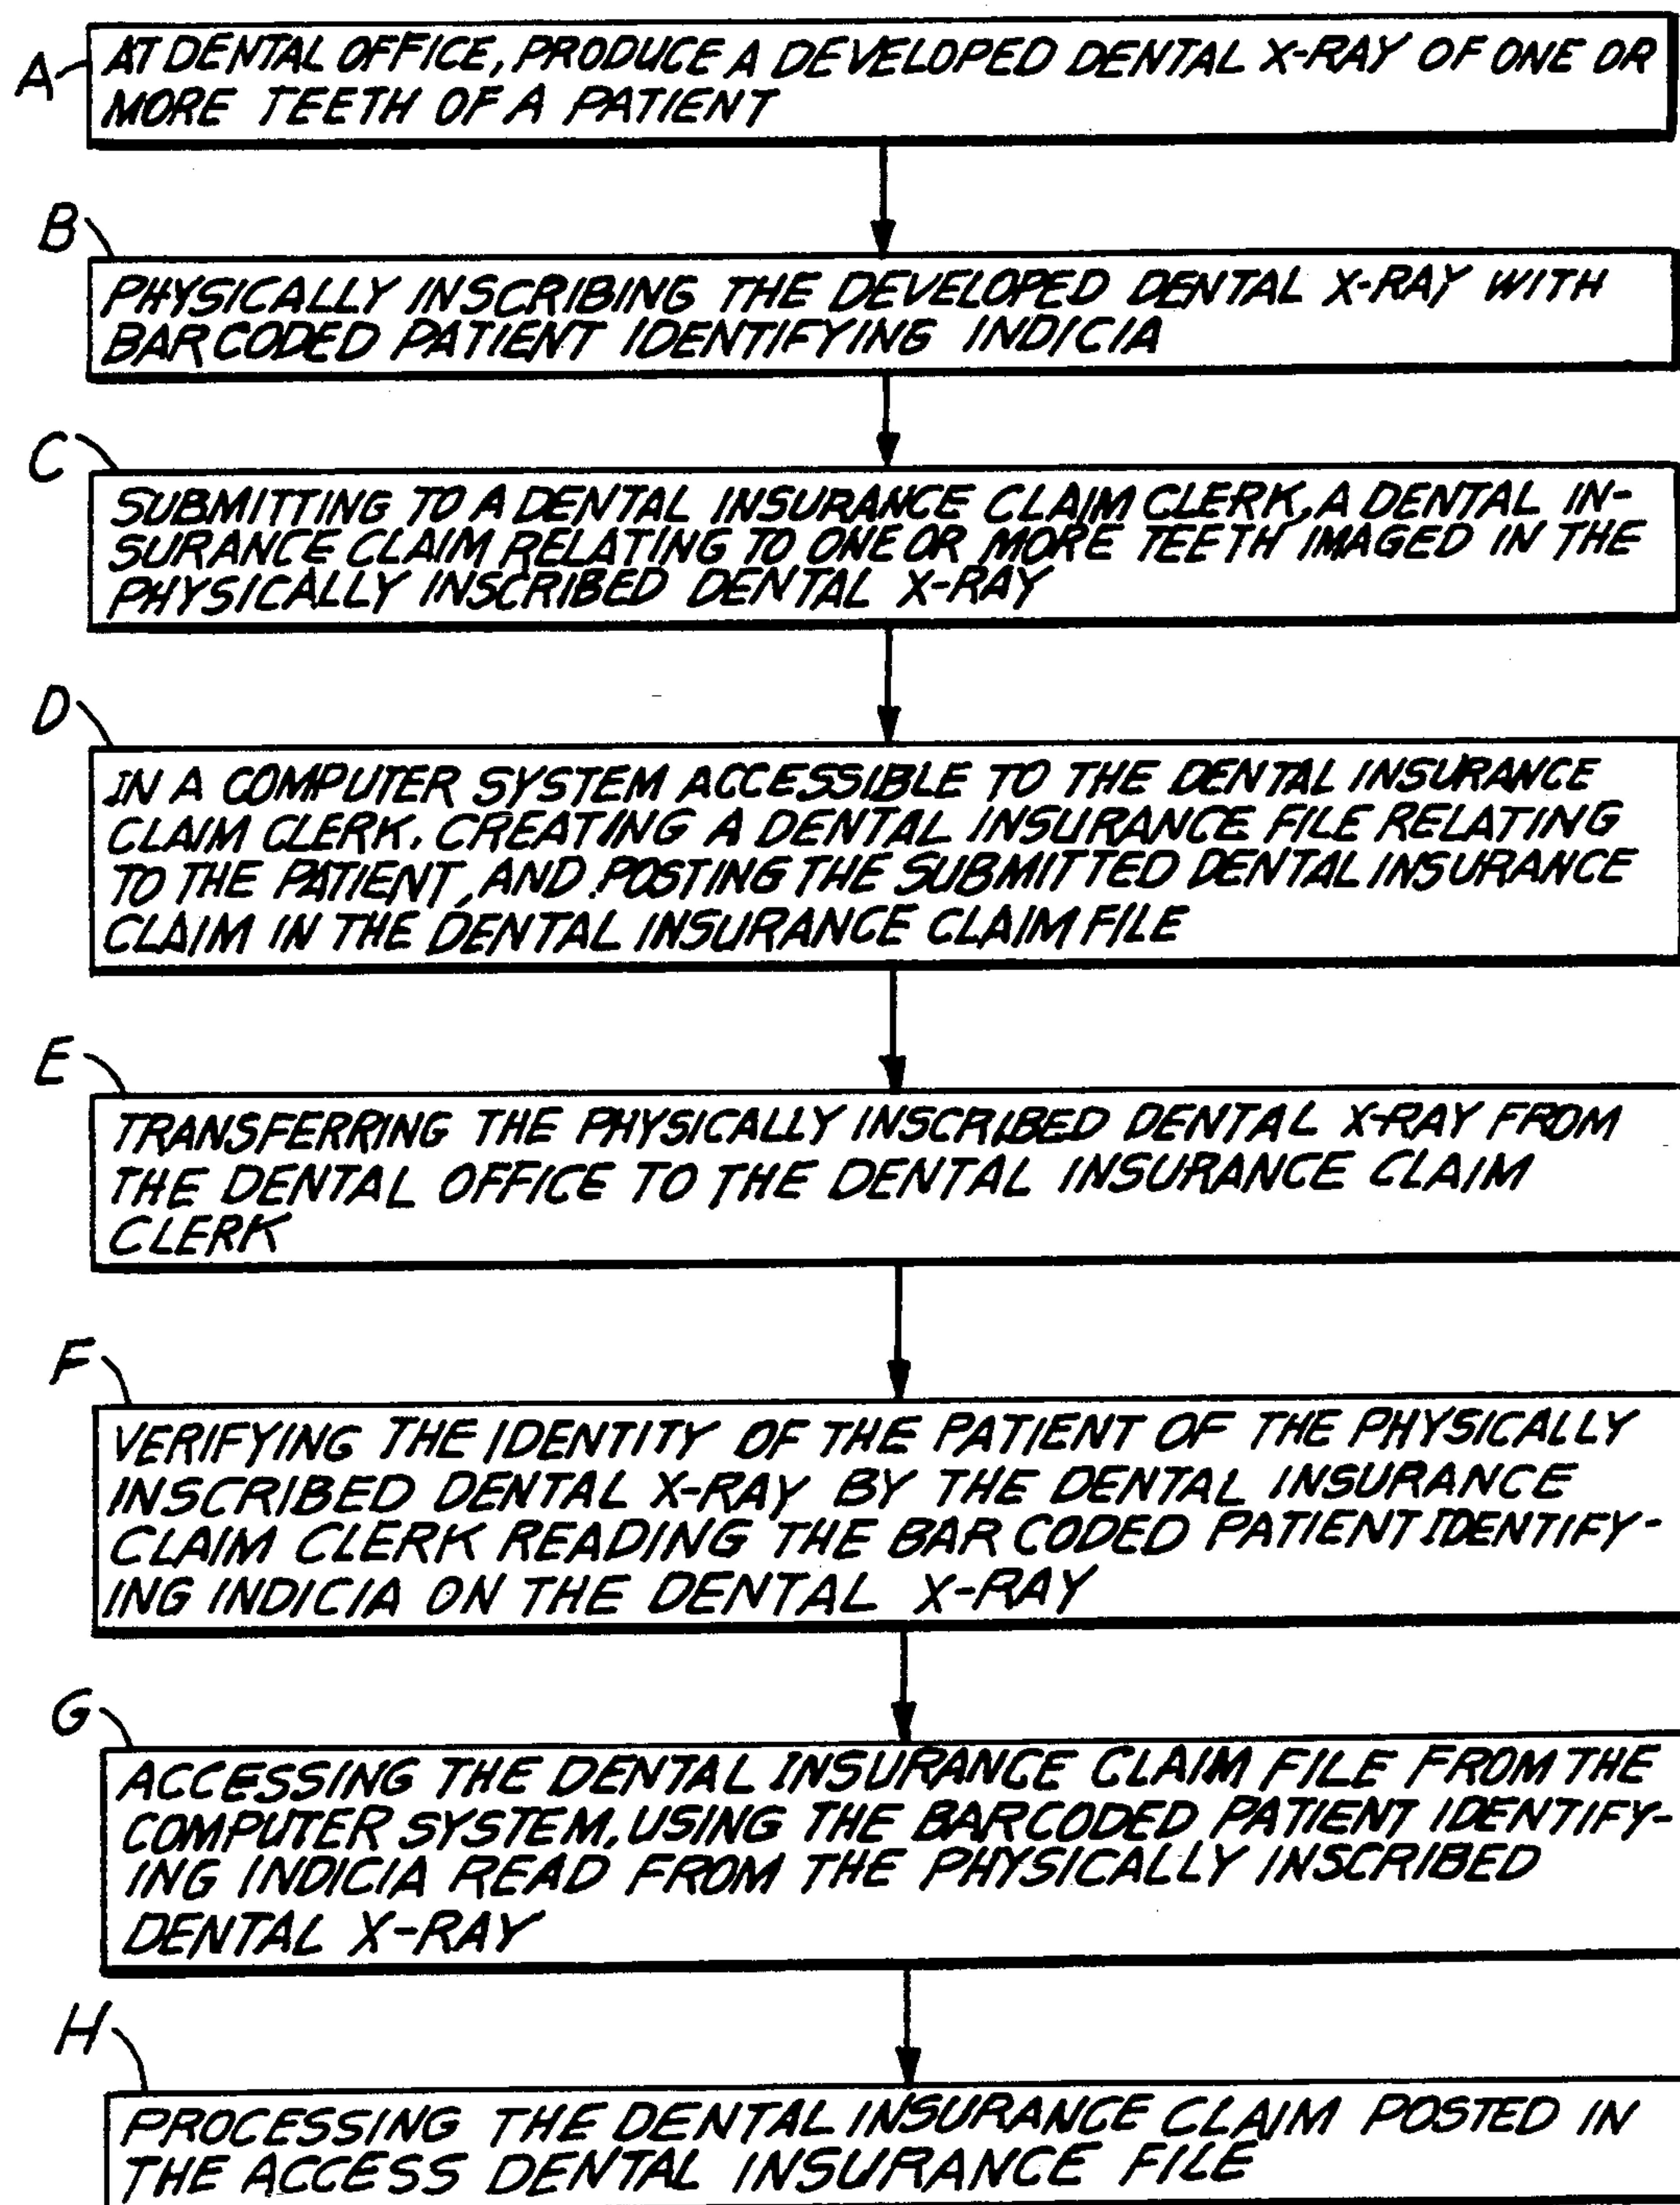 A
AT DENTAL OFFICE, PRODUCE A DEVELOPED DENTAL X-RAY OF ONE OR
MORE TEETH OF A PATIENT
B
PHYSICALLY INSCRIBING THE DEVELOPED DENTAL X-RAY WITH
BARCODED PATIENT IDENTIFYING INDICIA
C
SUBMITTING TO A DENTAL INSURANCE CLAIM CLERK, A DENTAL IN-
SURANCE CLAIM RELATING TO ONE OR MORE TEETH IMAGED IN THE
PHYSICALLY INSCRIBED DENTAL X-RAY
D
IN A COMPUTER SYSTEM ACCESSIBLE TO THE DENTAL INSURANCE
CLAIM CLERK, CREATING A DENTAL INSURANCE FILE RELATING
TO THE PATIENT, AND POSTING THE SUBMITTED DENTAL INSURANCE
CLAIM IN THE DENTAL INSURANCE CLAIM FILE
E
TRANSFERRING THE PHYSICALLY INSCRIBED DENTAL X-RAY FROM
THE DENTAL OFFICE TO THE DENTAL INSURANCE CLAIM
CLERK
F
VERIFYING THE IDENTITY OF THE PATIENT OF THE PHYSICALLY
INSCRIBED DENTAL X-RAY BY THE DENTAL INSURANCE
CLAIM CLERK READING THE BAR CODED PATIENT IDENTIFY-
ING INDICIA ON THE DENTAL X-RAY
G
ACCESSING THE DENTAL INSURANCE CLAIM FILE FROM THE
COMPUTER SYSTEM, USING THE BARCODED PATIENT IDENTIFY-
ING INDICIA READ FROM THE PHYSICALLY INSCRIBED
DENTAL X-RAY
H
PROCESSING THE DENTAL INSURANCE CLAIM POSTED IN
THE ACCESS DENTAL INSURANCE FILE